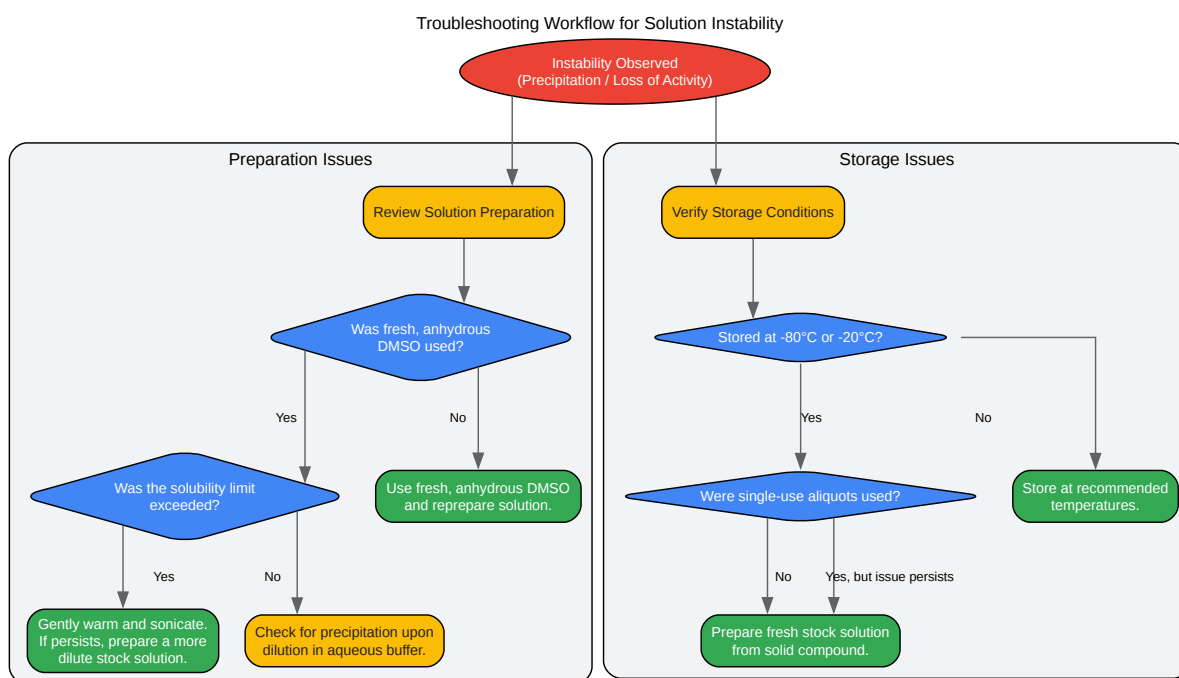 Troubleshooting Workflow for Solution Instability
Instability Observed
(Precipitation / Loss of Activity)
Preparation Issues
Storage Issues
Review Solution Preparation
Verify Storage Conditions
Was fresh, anhydrous
DMSO used?
Stored at -80°C or -20°C?
Yes
No
Yes
No
Was the solubility limit
exceeded?
Use fresh, anhydrous DMSO
and reprepare solution.
Were single-use aliquots used?
Store at recommended
temperatures.
Yes
No
No
Yes, but issue persists
Gently warm and sonicate.
If persists, prepare a more
dilute stock solution.
Check for precipitation upon
dilution in aqueous buffer.
Prepare fresh stock solution
from solid compound.